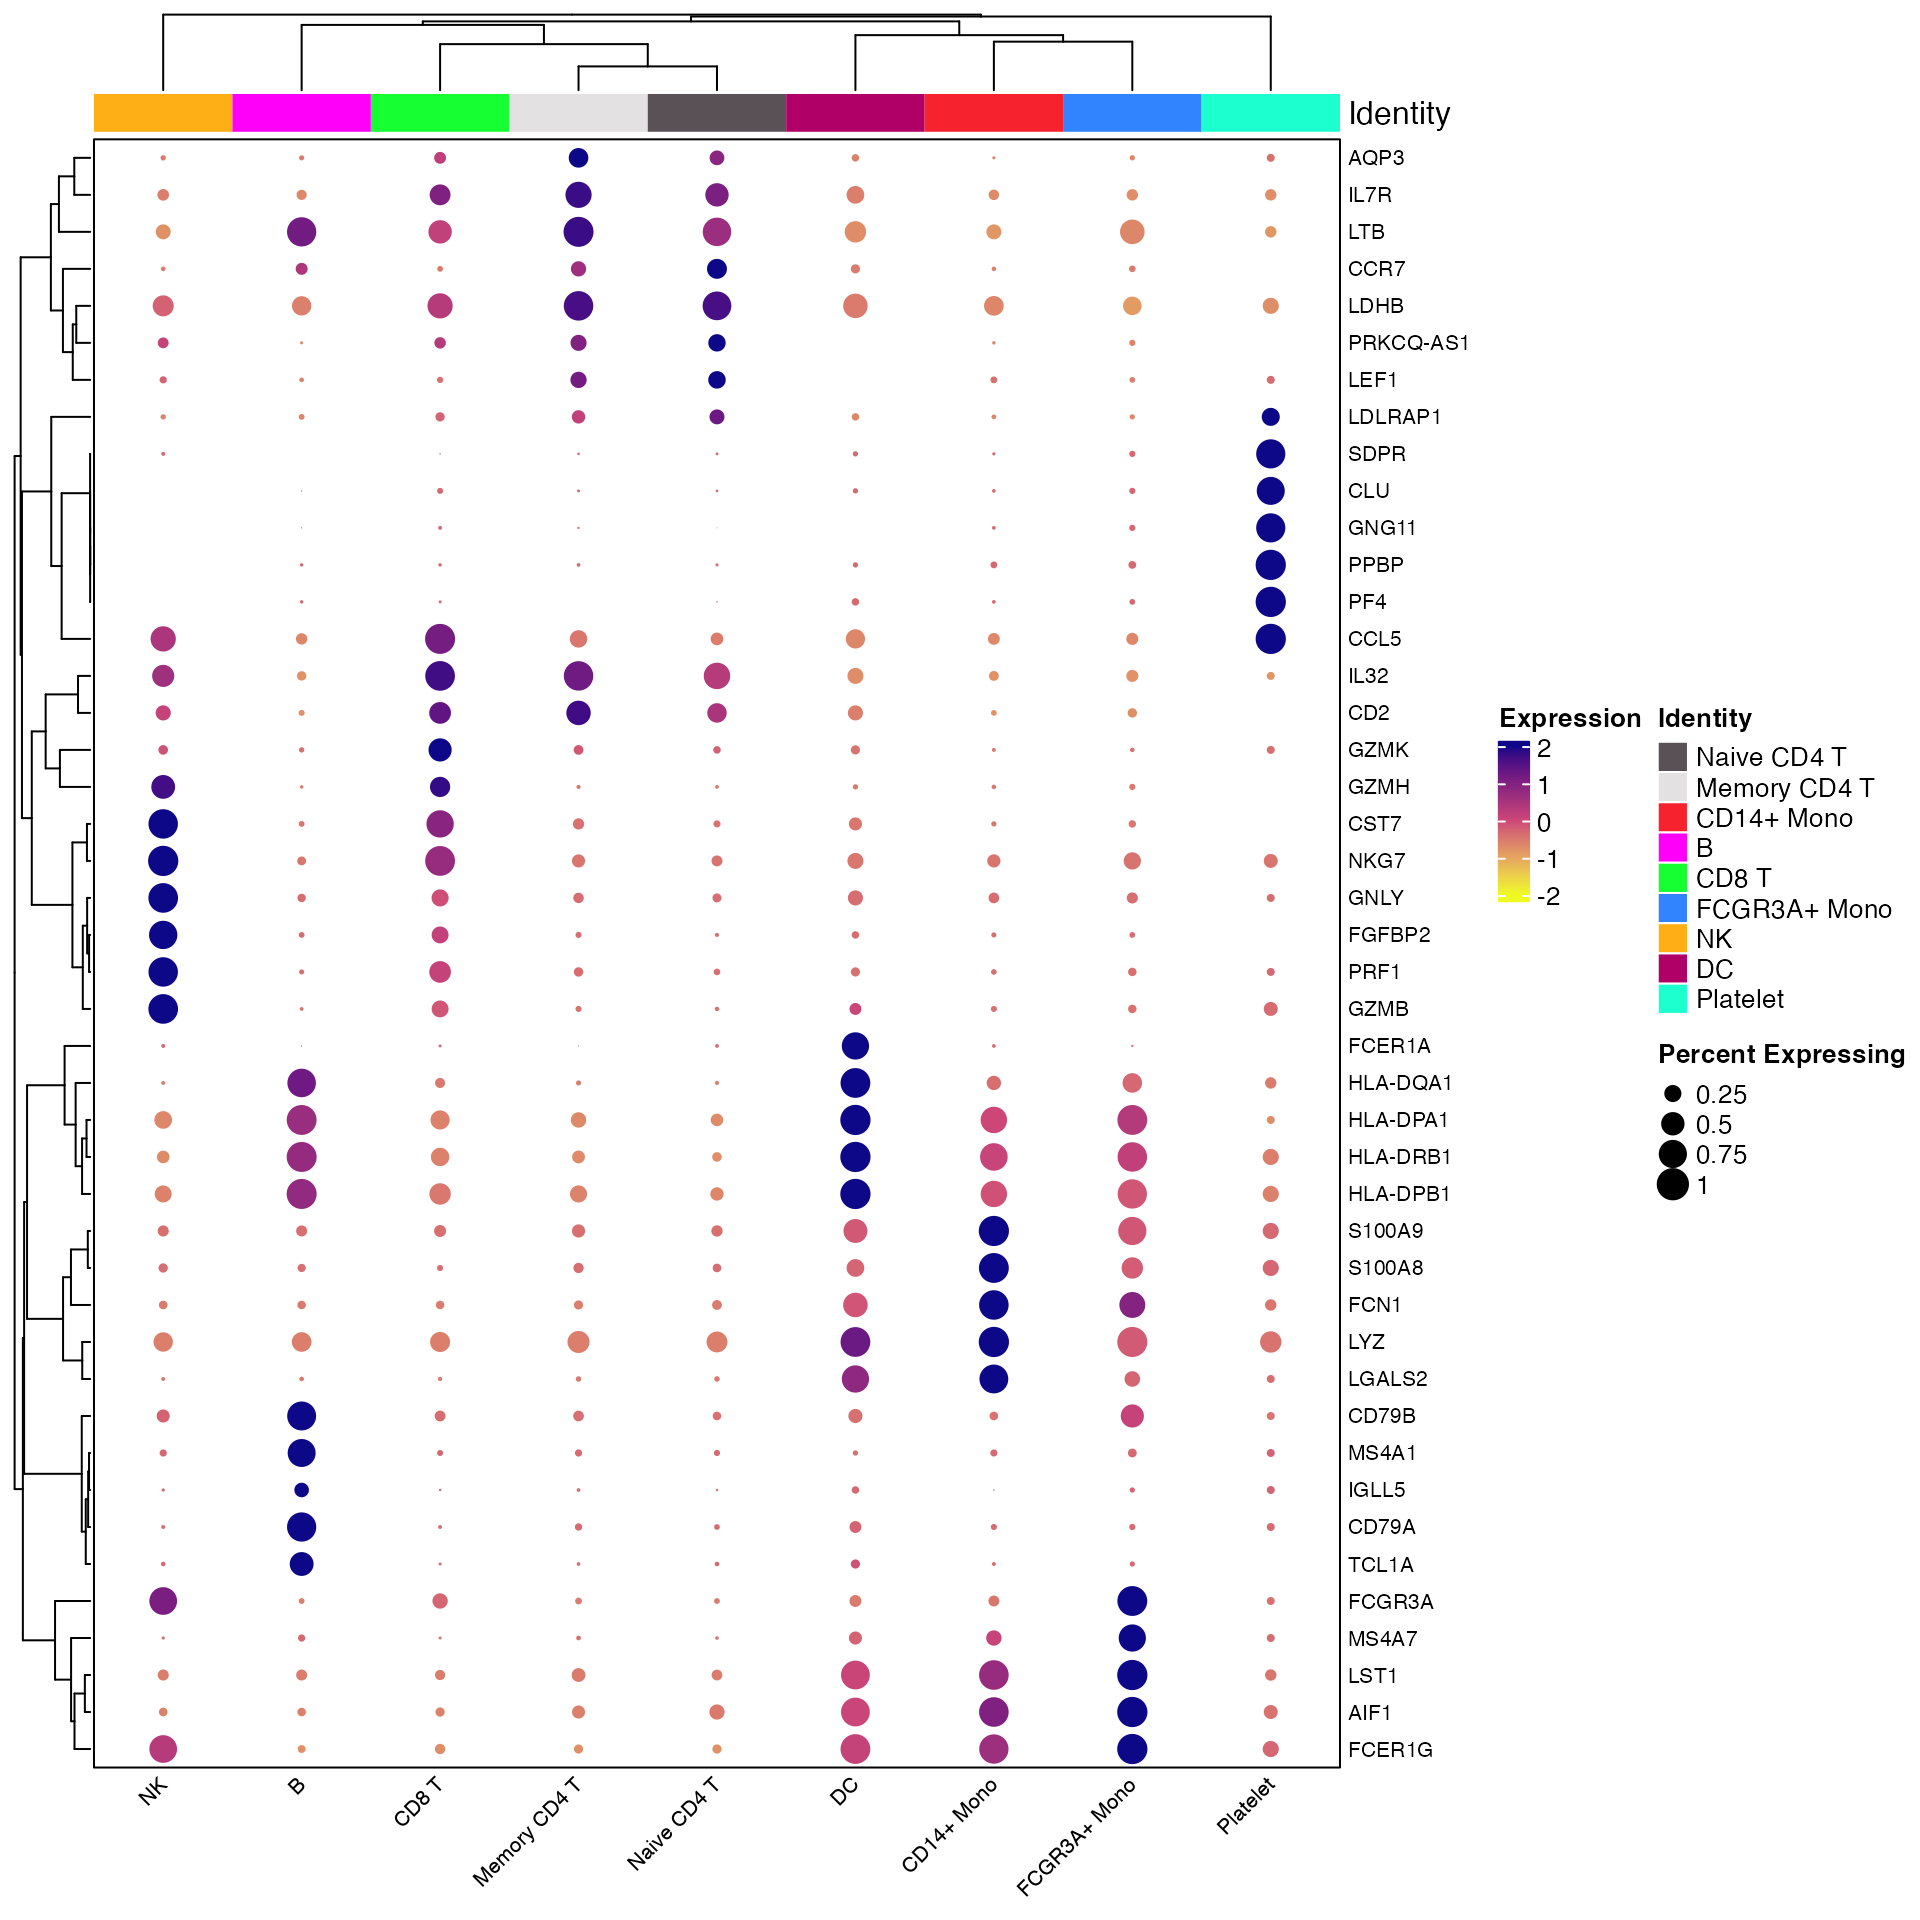 Identity
AQP3
IL7R
LTB
CCR7
LDHB
PRKCQ-AS1
LEF1
LDLRAP1
SDPR
CLU
GNG11
PPBP
PF4
CCL5
IL32
CD2
GZMK
GZMH
CST7
NKG7
GNLY
FGFBP2
PRF1
GZMB
FCER1A
HLA-DQA1
HLA-DPA1
HLA-DRB1
HLA-DPB1
S100A9
S100A8
FCN1
LYZ
LGALS2
CD79B
MS4A1
IGLL5
CD79A
TCL1A
FCGR3A
MS4A7
LST1
AIF1
FCER1G
NK
B
CD8 T
Memory CD4 T
Naive CD4 T
DC
CD14+ Mono
FCGR3A+ Mono
Platelet
Expression
2
1
0
-1
-2
Identity
Naive CD4 T
Memory CD4 T
CD14+ Mono
B
CD8 T
FCGR3A+ Mono
NK
DC
Platelet
Percent Expressing
0.25
0.5
0.75
1